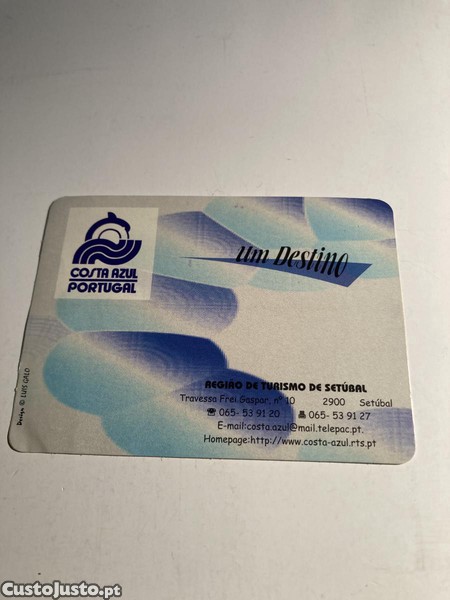 COSTA AZUL
PORTUGAL
um Destino
Design © LUIS GALO
REGIÃO DE TURISMO DE SETÚBAL
Travessa Frei Gaspar, nº 10 2900 Setúbal
☎ 065- 53 91 20 🖷 065- 53 91 27
E-mail:costa.azul@mail.telepac.pt.
Homepage:http://www.costa-azul.rts.pt
CustoJusto.pt